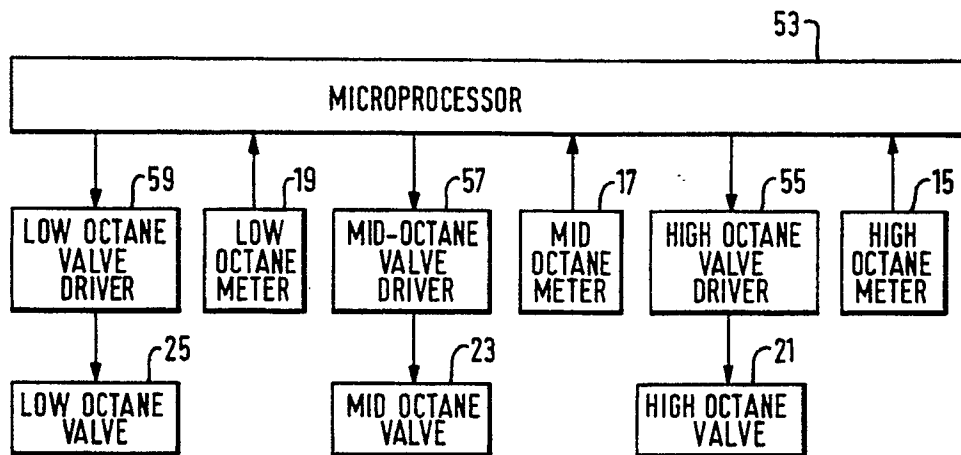 53
MICROPROCESSOR
59
LOW OCTANE
VALVE
DRIVER
19
LOW
OCTANE
METER
57
MID-OCTANE
VALVE
DRIVER
17
MID
OCTANE
METER
55
HIGH OCTANE
VALVE
DRIVER
15
HIGH
OCTANE
METER
25
LOW OCTANE
VALVE
23
MID OCTANE
VALVE
21
HIGH OCTANE
VALVE